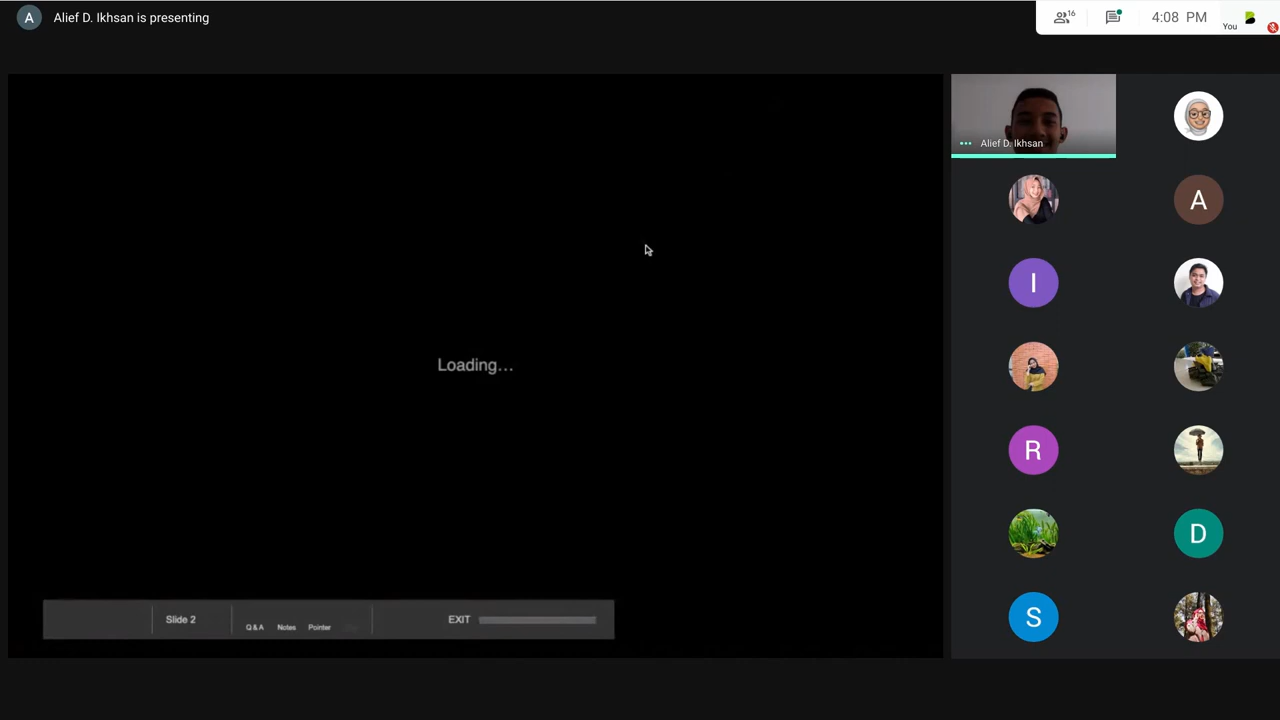 A
Alief D. Ikhsan is presenting
16
4:08 PM
You
Alief D. Ikhsan
A
I
Loading...
R
D
Slide 2
Q&A
Notes
Pointer
EXIT
S